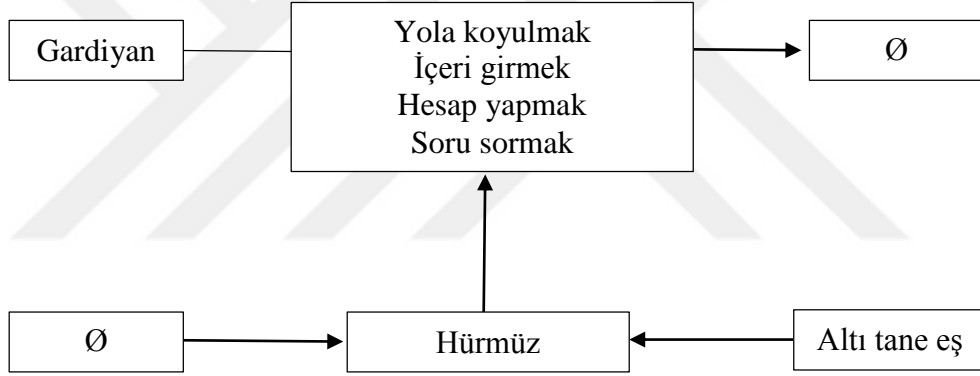 Gardiyan
Yola koyulmak
İçeri girmek
Hesap yapmak
Soru sormak
Ø
Ø
Hürmüz
Altı tane eş